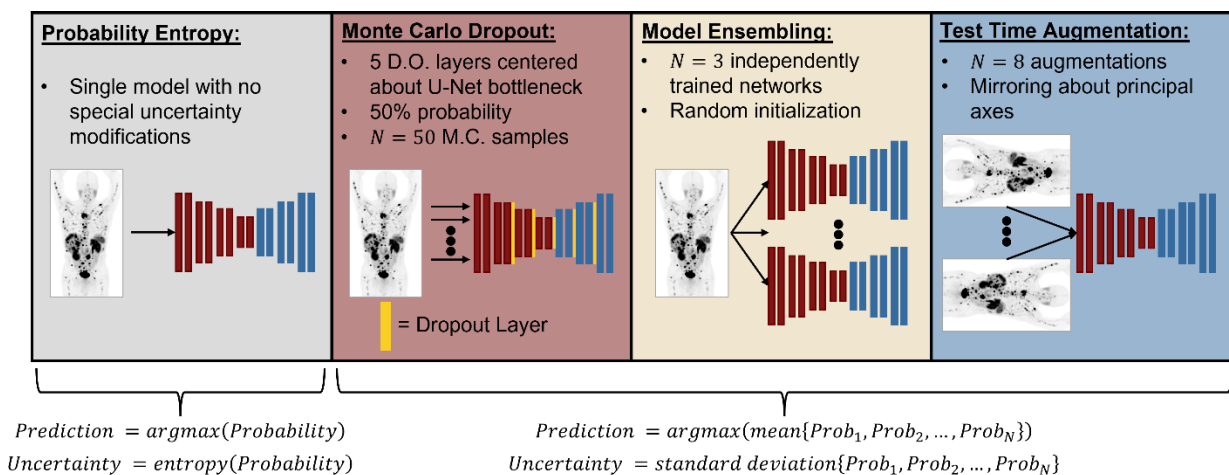 Probability Entropy:
• Single model with no
special uncertainty
modifications
Monte Carlo Dropout:
• 5 D.O. layers centered
about U-Net bottleneck
• 50% probability
• N = 50 M.C. samples
= Dropout Layer
Model Ensembling:
• N = 3 independently
trained networks
• Random initialization
Test Time Augmentation:
• N = 8 augmentations
• Mirroring about principal
axes
Prediction = argmax(Probability)
Uncertainty = entropy(Probability)
Prediction = argmax(mean{Prob₁, Prob₂, …, Prob_N})
Uncertainty = standard deviation{Prob₁, Prob₂, …, Prob_N}